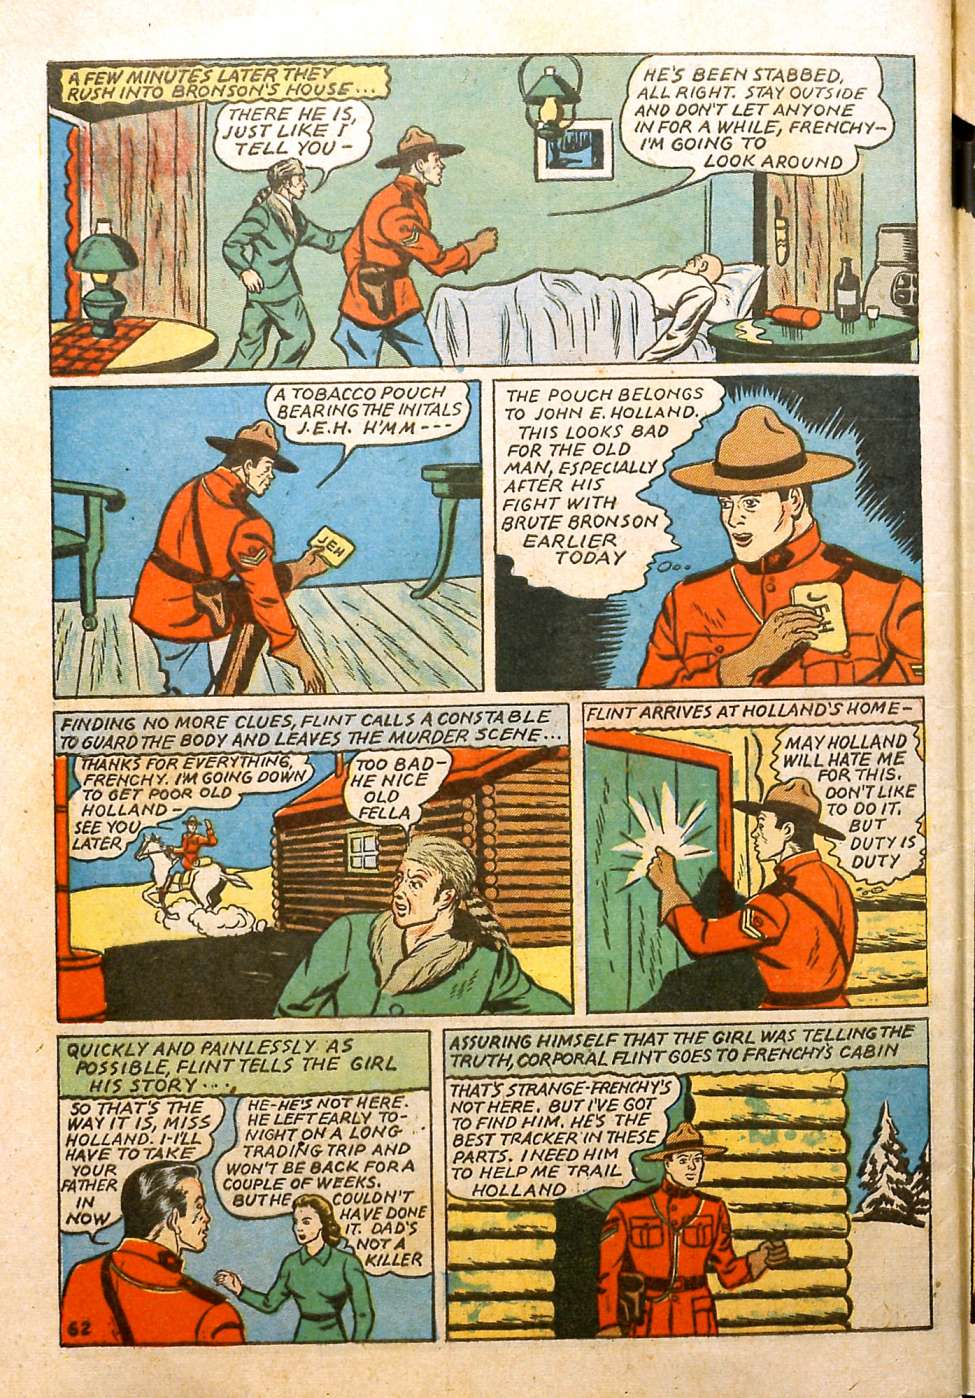 A FEW MINUTES LATER THEY
RUSH INTO BRONSON'S HOUSE...
THERE HE IS,
JUST LIKE I
TELL YOU-
HE'S BEEN STABBED,
ALL RIGHT. STAY OUTSIDE
AND DON'T LET ANYONE
IN FOR A WHILE, FRENCHY-
I'M GOING TO
LOOK AROUND
A TOBACCO POUCH
BEARING THE INITALS
J.E.H. H'MM---
JEH
THE POUCH BELONGS
TO JOHN E. HOLLAND.
THIS LOOKS BAD
FOR THE OLD
MAN, ESPECIALLY
AFTER HIS
FIGHT WITH
BRUTE BRONSON
EARLIER
TODAY
FINDING NO MORE CLUES, FLINT CALLS A CONSTABLE
TO GUARD THE BODY AND LEAVES THE MURDER SCENE...
THANKS FOR EVERYTHING,
FRENCHY. I'M GOING DOWN
TO GET POOR OLD
HOLLAND-
SEE YOU
LATER
TOO BAD-
HE NICE
OLD
FELLA
FLINT ARRIVES AT HOLLAND'S HOME-
MAY HOLLAND
WILL HATE ME
FOR THIS.
DON'T LIKE
TO DO IT.
BUT
DUTY IS
DUTY
QUICKLY AND PAINLESSLY AS
POSSIBLE, FLINT TELLS THE GIRL
HIS STORY....
SO THAT'S THE
WAY IT IS, MISS
HOLLAND. I-I'LL
HAVE TO TAKE
YOUR
FATHER
IN
NOW
HE-HE'S NOT HERE.
HE LEFT EARLY TO-
NIGHT ON A LONG
TRADING TRIP AND
WON'T BE BACK FOR A
COUPLE OF WEEKS.
BUT HE COULDN'T
HAVE DONE
IT. DAD'S
NOT A
KILLER
62
ASSURING HIMSELF THAT THE GIRL WAS TELLING THE
TRUTH, CORPORAL FLINT GOES TO FRENCHY'S CABIN
THAT'S STRANGE-FRENCHY'S
NOT HERE. BUT I'VE GOT
TO FIND HIM. HE'S THE
BEST TRACKER IN THESE
PARTS. I NEED HIM
TO HELP ME TRAIL
HOLLAND